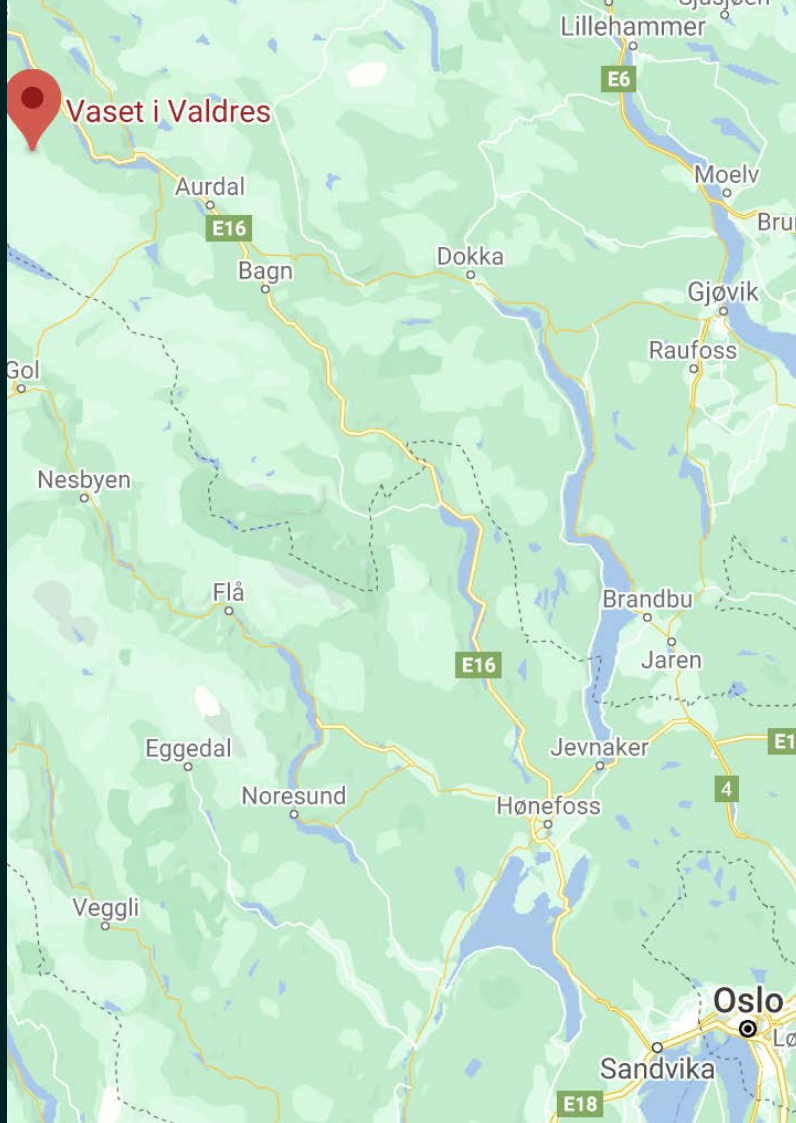 Lillehammer
E6
Vaset i Valdres
Moelv
Aurdal
E16
Dokka
Bagn
Gjøvik
Raufoss
Gol
Nesbyen
Flå
Brandbu
Jaren
E16
Eggedal
Jevnaker
Noresund
4
Hønefoss
Veggli
Oslo
Sandvika
E18